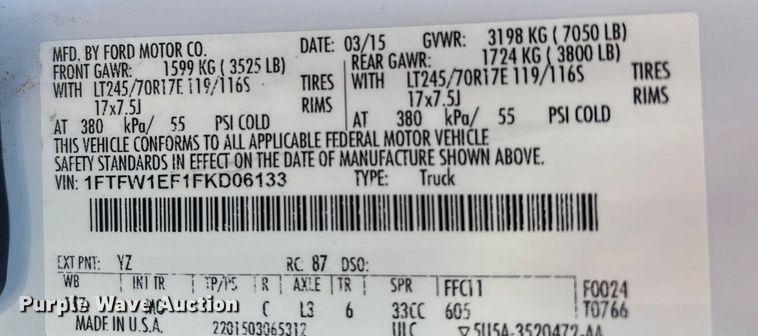 MFD. BY FORD MOTOR CO.
DATE: 03/15 GVWR: 3198 KG ( 7050 LB)
FRONT GAWR: 1599 KG ( 3525 LB) REAR GAWR: 1724 KG ( 3800 LB)
WITH LT245/70R17E 119/116S TIRES WITH LT245/70R17E 119/116S TIRES
17x7.5J RIMS 17x7.5J RIMS
AT 380 kPa/ 55 PSI COLD AT 380 kPa/ 55 PSI COLD
THIS VEHICLE CONFORMS TO ALL APPLICABLE FEDERAL MOTOR VEHICLE
SAFETY STANDARDS IN EFFECT ON THE DATE OF MANUFACTURE SHOWN ABOVE.
VIN: 1FTFW1EF1FKD06133 TYPE: Truck
EXT PNT: YZ RC: 87 DSO:
WB INT TR TP/PS R AXLE TR SPR FFC11 F0024
C L3 6 33CC 605 T0766
Purple Wave Auction
MADE IN U.S.A. 2201503065312 ULC 5U5A-3520472-AA